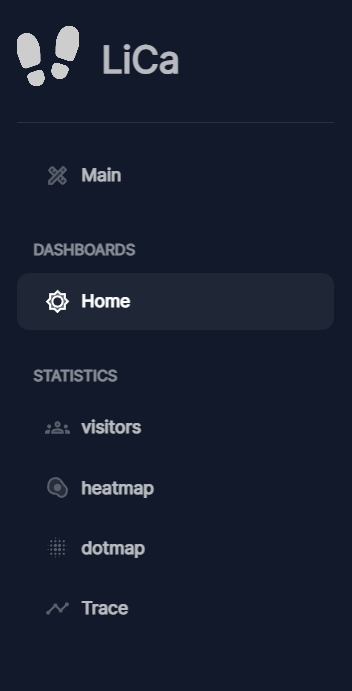 LiCa
Main
DASHBOARDS
Home
STATISTICS
visitors
heatmap
dotmap
Trace